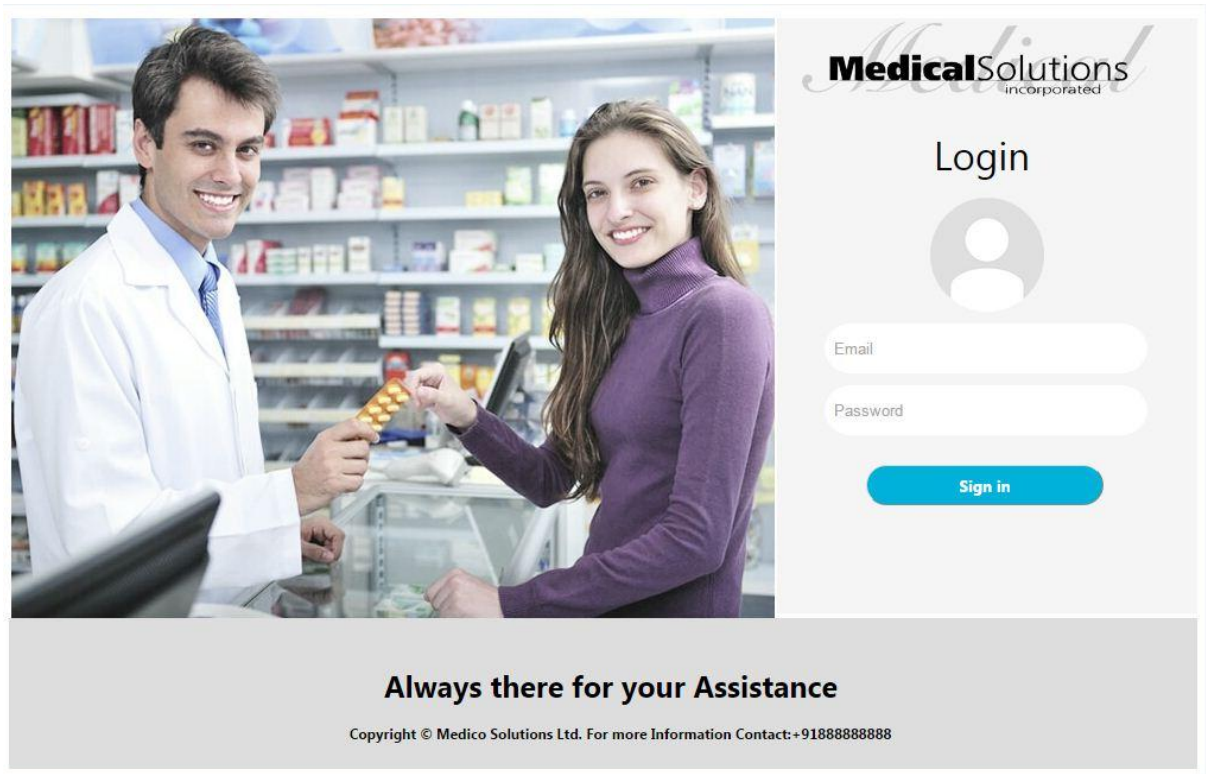 Medical
MedicalSolutions
incorporated
Login
Email
Password
Sign in
Always there for your Assistance
Copyright © Medico Solutions Ltd. For more Information Contact:+91888888888